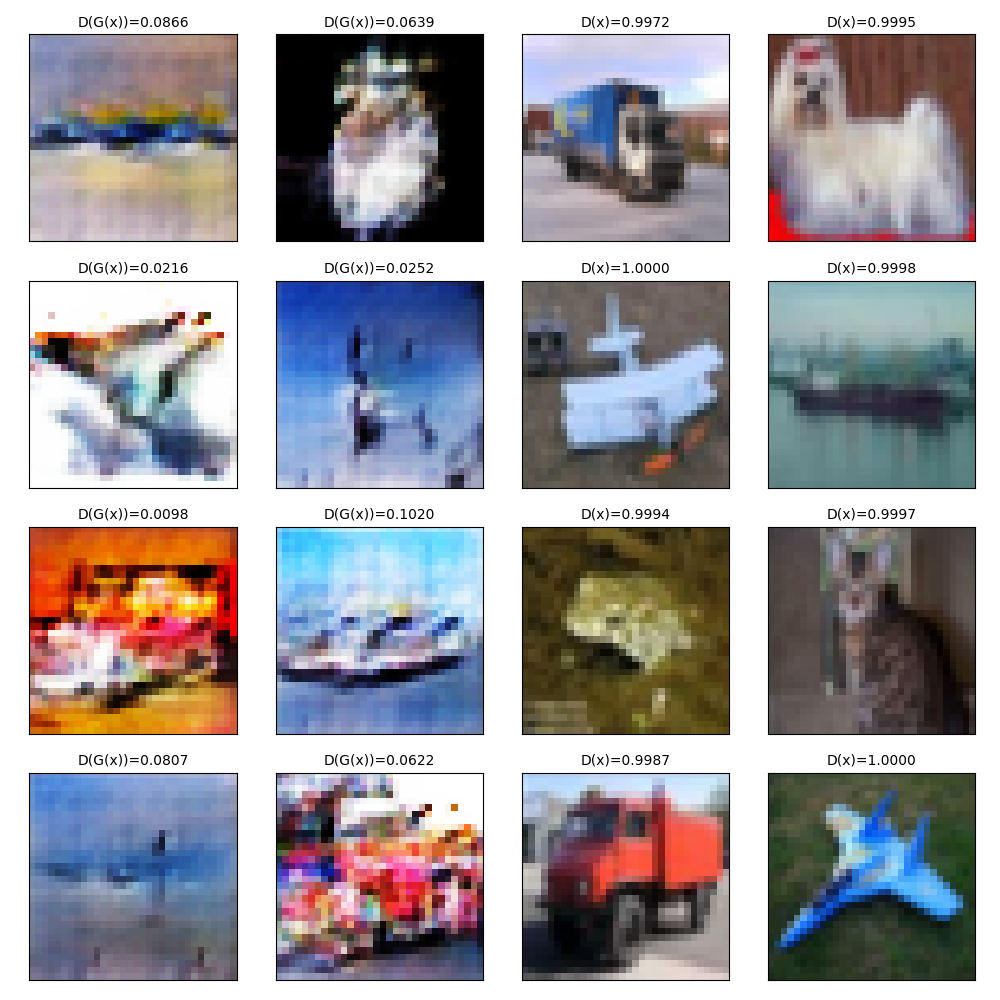 D(G(x))=0.0866 D(G(x))=0.0639 D(x)=0.9972 D(x)=0.9995
D(G(x))=0.0216 D(G(x))=0.0252 D(x)=1.0000 D(x)=0.9998
D(G(x))=0.0098 D(G(x))=0.1020 D(x)=0.9994 D(x)=0.9997
D(G(x))=0.0807 D(G(x))=0.0622 D(x)=0.9987 D(x)=1.0000